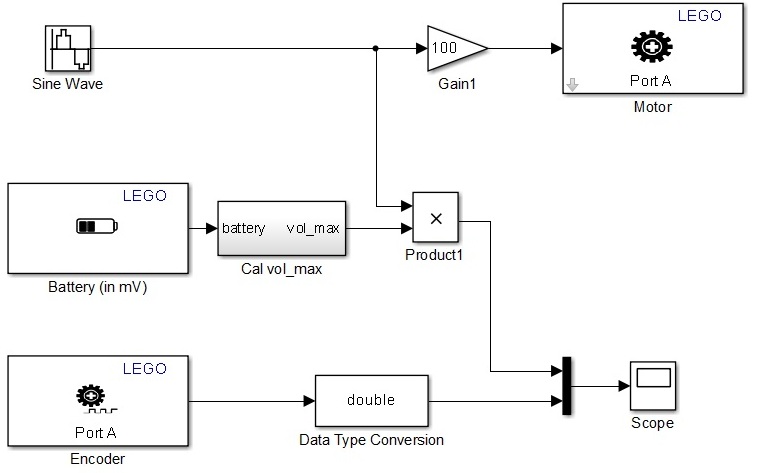 LEGO
100
Port A
Sine Wave
Gain1
Motor
LEGO
battery vol_max
×
Cal vol_max
Product1
Battery (in mV)
LEGO
double
Port A
Data Type Conversion
Scope
Encoder